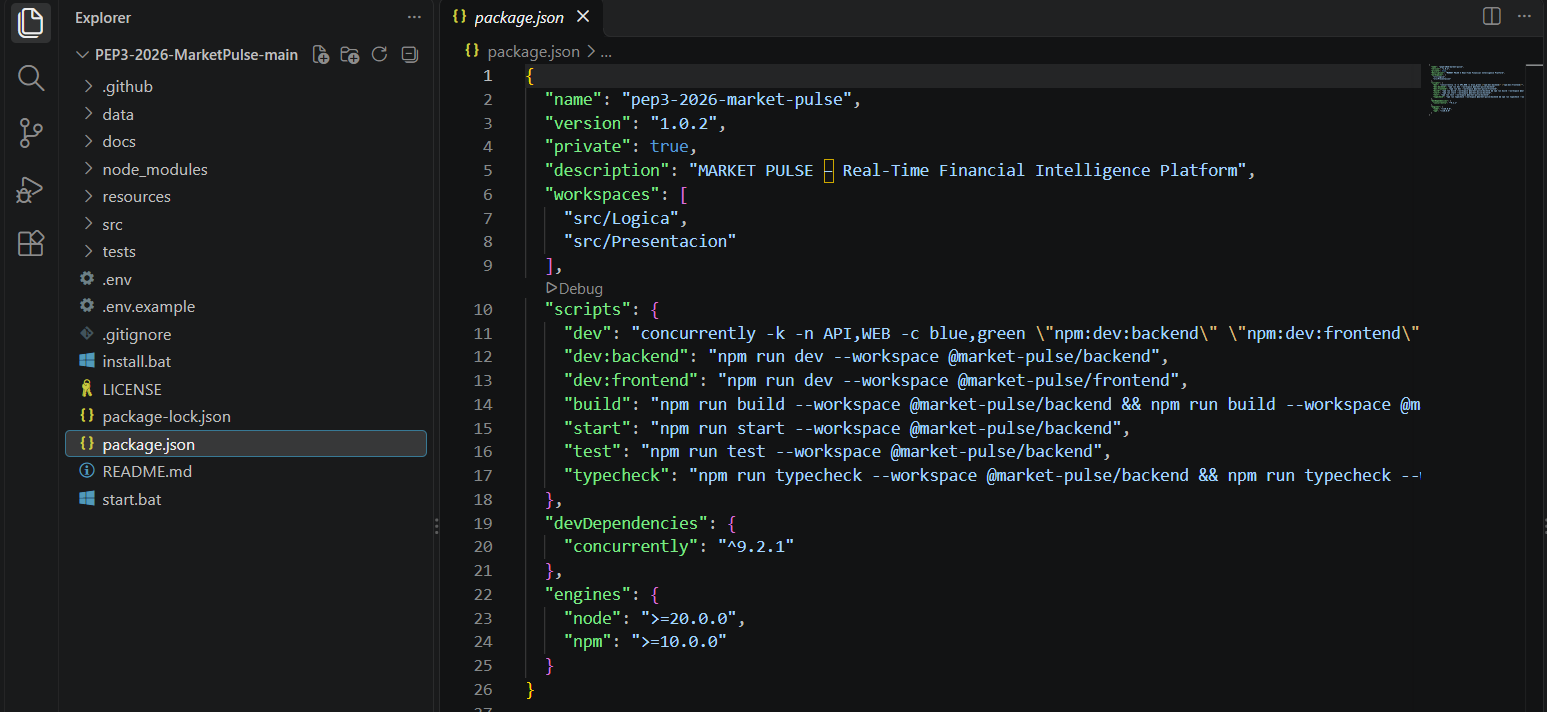 Explorer
PEP3-2026-MarketPulse-main
.github
data
docs
node_modules
resources
src
tests
.env
.env.example
.gitignore
install.bat
LICENSE
{} package-lock.json
{} package.json
README.md
start.bat
{} package.json
{} package.json > ...
1 {
2 "name": "pep3-2026-market-pulse",
3 "version": "1.0.2",
4 "private": true,
5 "description": "MARKET PULSE – Real-Time Financial Intelligence Platform",
6 "workspaces": [
7 "src/Logica",
8 "src/Presentacion"
9 ],
Debug
10 "scripts": {
11 "dev": "concurrently -k -n API,WEB -c blue,green \"npm:dev:backend\" \"npm:dev:frontend\"
12 "dev:backend": "npm run dev --workspace @market-pulse/backend",
13 "dev:frontend": "npm run dev --workspace @market-pulse/frontend",
14 "build": "npm run build --workspace @market-pulse/backend && npm run build --workspace @m
15 "start": "npm run start --workspace @market-pulse/backend",
16 "test": "npm run test --workspace @market-pulse/backend",
17 "typecheck": "npm run typecheck --workspace @market-pulse/backend && npm run typecheck --
18 },
19 "devDependencies": {
20 "concurrently": "^9.2.1"
21 },
22 "engines": {
23 "node": ">=20.0.0",
24 "npm": ">=10.0.0"
25 }
26 }
27